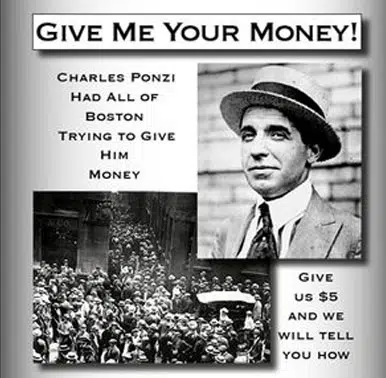 GIVE ME YOUR MONEY!
CHARLES PONZI
HAD ALL OF
BOSTON
TRYING TO GIVE
HIM
MONEY
GIVE
US $5
AND WE
WILL TELL
YOU HOW